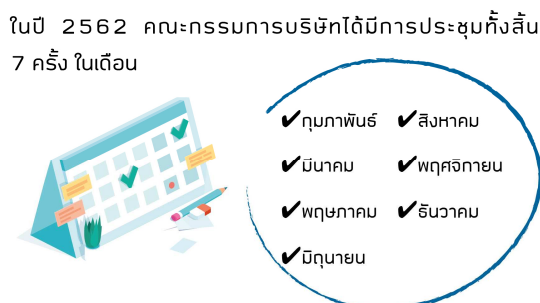 ในปี 2562 คณะกรรมการบริษัทได้มีการประชุมทั้งสิ้น
7 ครั้ง ในเดือน
✔กุมภาพันธ์ ✔สิงหาคม
✔มีนาคม ✔พฤศจิกายน
✔พฤษภาคม ✔ธันวาคม
✔มิถุนายน